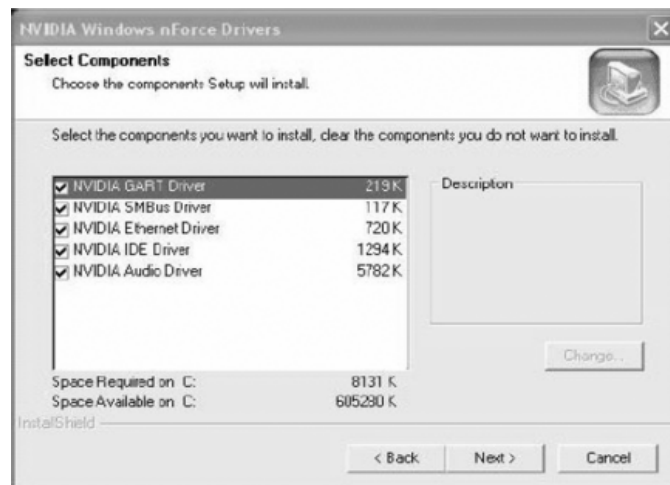 NVIDIA Windows nForce Drivers
Select Components
Choose the components Setup will install.
Select the components you want to install, clear the components you do not want to install.
NVIDIA GART Driver 219 K
NVIDIA SMBus Driver 117 K
NVIDIA Ethernet Driver 720 K
NVIDIA IDE Driver 1294 K
NVIDIA Audio Driver 5782 K
Description
Change...
Space Required on C: 8131 K
Space Available on C: 605280 K
InstallShield
< Back Next > Cancel